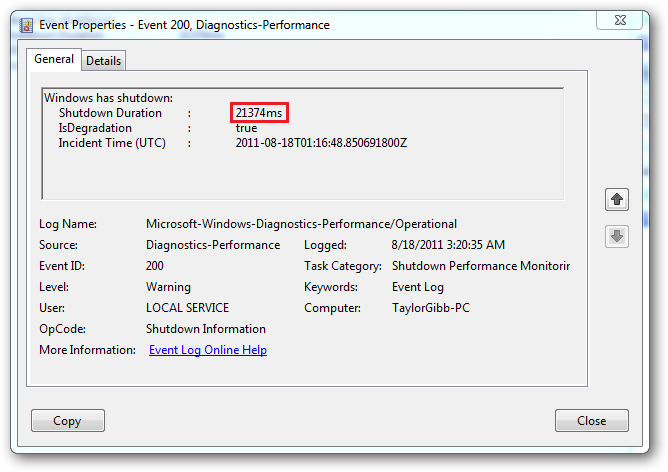 Event Properties - Event 200, Diagnostics-Performance
General Details
Windows has shutdown:
Shutdown Duration : 21374ms
IsDegradation : true
Incident Time (UTC) : 2011-08-18T01:16:48.850691800Z
Log Name: Microsoft-Windows-Diagnostics-Performance/Operational
Source: Diagnostics-Performance Logged: 8/18/2011 3:20:35 AM
Event ID: 200 Task Category: Shutdown Performance Monitorin
Level: Warning Keywords: Event Log
User: LOCAL SERVICE Computer: TaylorGibb-PC
OpCode: Shutdown Information
More Information: Event Log Online Help
Copy Close